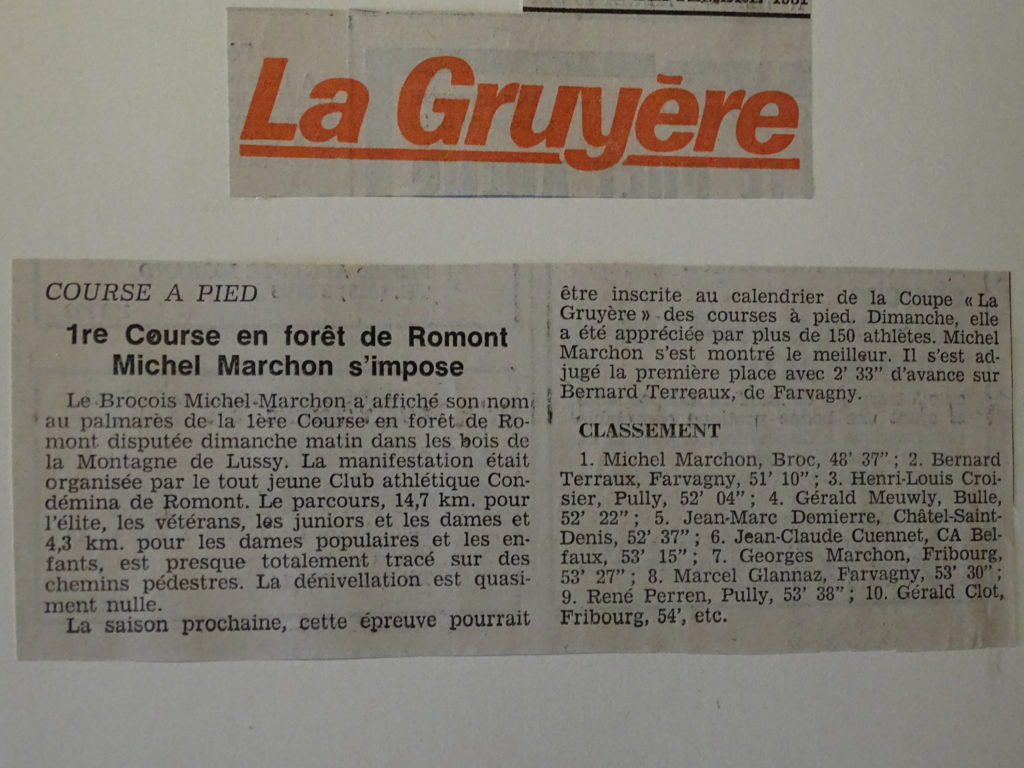 1981
La Gruyère
COURSE A PIED
1re Course en forêt de Romont
Michel Marchon s'impose
Le Brocois Michel Marchon a affiché son nom
au palmarès de la 1ère Course en forêt de Ro-
mont disputée dimanche matin dans les bois de
la Montagne de Lussy. La manifestation était
organisée par le tout jeune Club athlétique Con-
démina de Romont. Le parcours, 14,7 km. pour
l'élite, les vétérans, les juniors et les dames et
4,3 km. pour les dames populaires et les en-
fants, est presque totalement tracé sur des
chemins pédestres. La dénivellation est quasi-
ment nulle.
La saison prochaine, cette épreuve pourrait
être inscrite au calendrier de la Coupe « La
Gruyère » des courses à pied. Dimanche, elle
a été appréciée par plus de 150 athlètes. Michel
Marchon s'est montré le meilleur. Il s'est ad-
jugé la première place avec 2' 33" d'avance sur
Bernard Terreaux, de Farvagny.
CLASSEMENT
1. Michel Marchon, Broc, 48' 37" ; 2. Bernard
Terraux, Farvagny, 51' 10" ; 3. Henri-Louis Croi-
sier, Pully, 52' 04" ; 4. Gérald Meuwly, Bulle,
52' 22" ; 5. Jean-Marc Demierre, Châtel-Saint-
Denis, 52' 37" ; 6. Jean-Claude Cuennet, CA Bel-
faux, 53' 15" ; 7. Georges Marchon, Fribourg,
53' 27" ; 8. Marcel Glannaz, Farvagny, 53' 30" ;
9. René Perren, Pully, 53' 38" ; 10. Gérald Clot,
Fribourg, 54', etc.